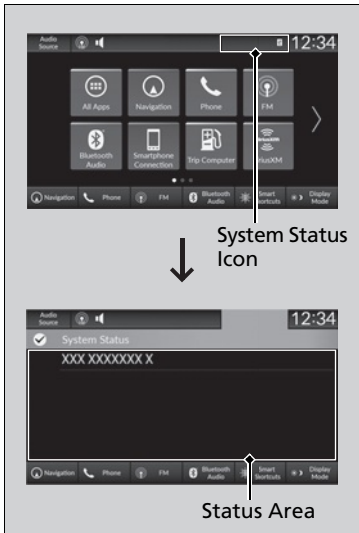 Audio
Source
12:34
All Apps
Navigation
Phone
FM
Bluetooth
Audio
Smartphone
Connection
Trip Computer
SiriusXM
Navigation
Phone
FM
Bluetooth
Audio
Smart
Shortcuts
Display
Mode
System Status
Icon
Audio
Source
12:34
System Status
XXX XXXXXXX X
Navigation
Phone
FM
Bluetooth
Audio
Smart
Shortcuts
Display
Mode
Status Area